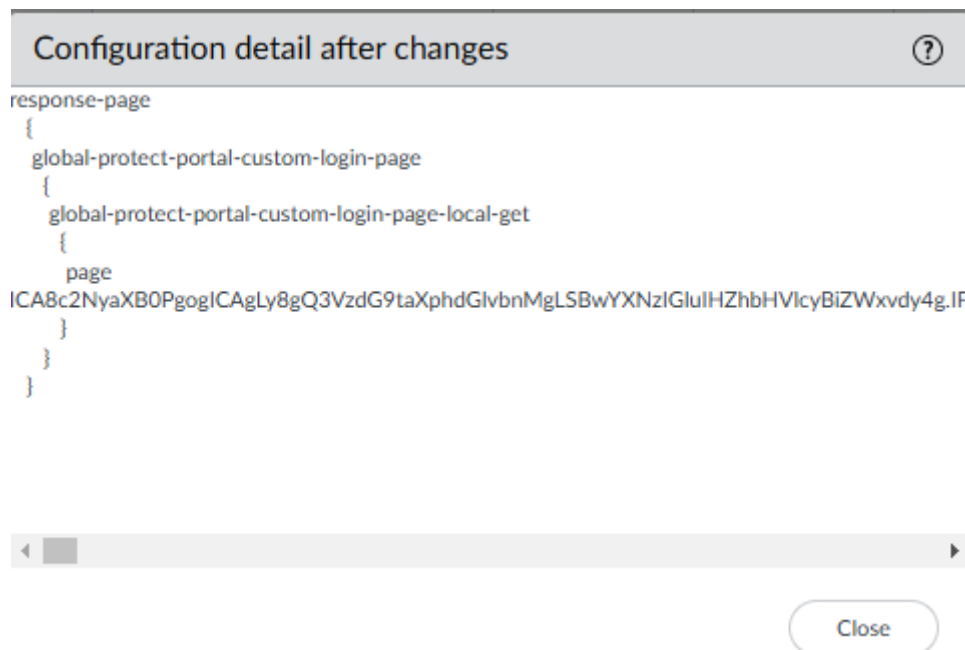 Configuration detail after changes
response-page
{
global-protect-portal-custom-login-page
{
global-protect-portal-custom-login-page-local-get
{
page
ICA8c2NyaXB0PgogICAgLy8gQ3VzdG9taXphdGlvbnMgLSBwYXNzIGluIHZhbHVlcyBiZWxvdy4g.IF
}
}
}
Close